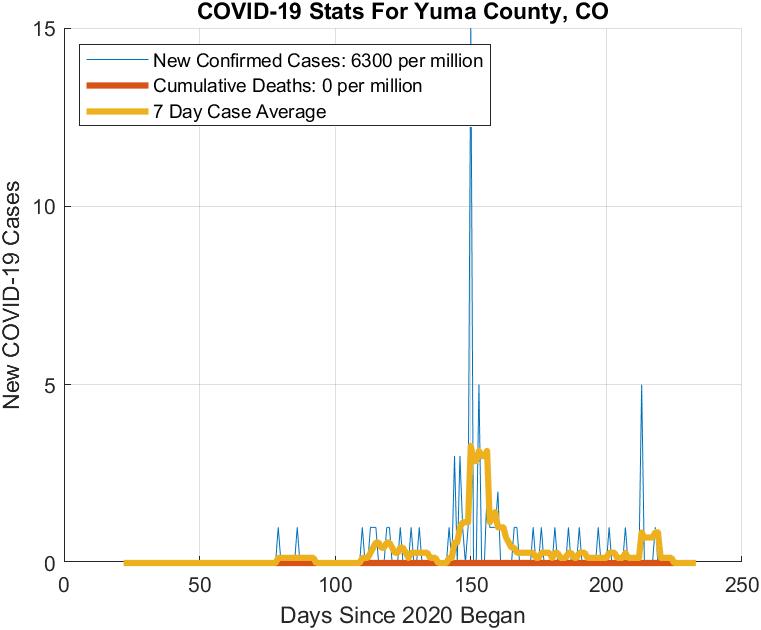 COVID-19 Stats For Yuma County, CO
New Confirmed Cases: 6300 per million
Cumulative Deaths: 0 per million
7 Day Case Average
New COVID-19 Cases
15
10
5
0
0 50 100 150 200 250
Days Since 2020 Began